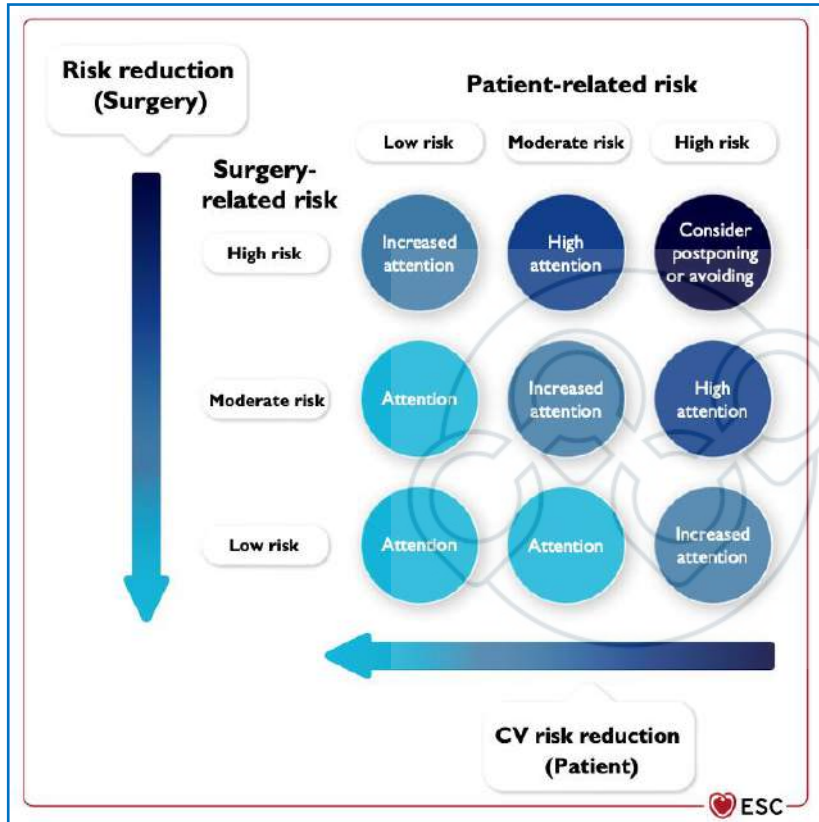 Risk reduction
(Surgery)
Patient-related risk
Low risk
Moderate risk
High risk
Surgery-
related risk
High risk
Increased
attention
High
attention
Consider
postponing
or avoiding
Moderate risk
Attention
Increased
attention
High
attention
Low risk
Attention
Attention
Increased
attention
CV risk reduction
(Patient)
ESC